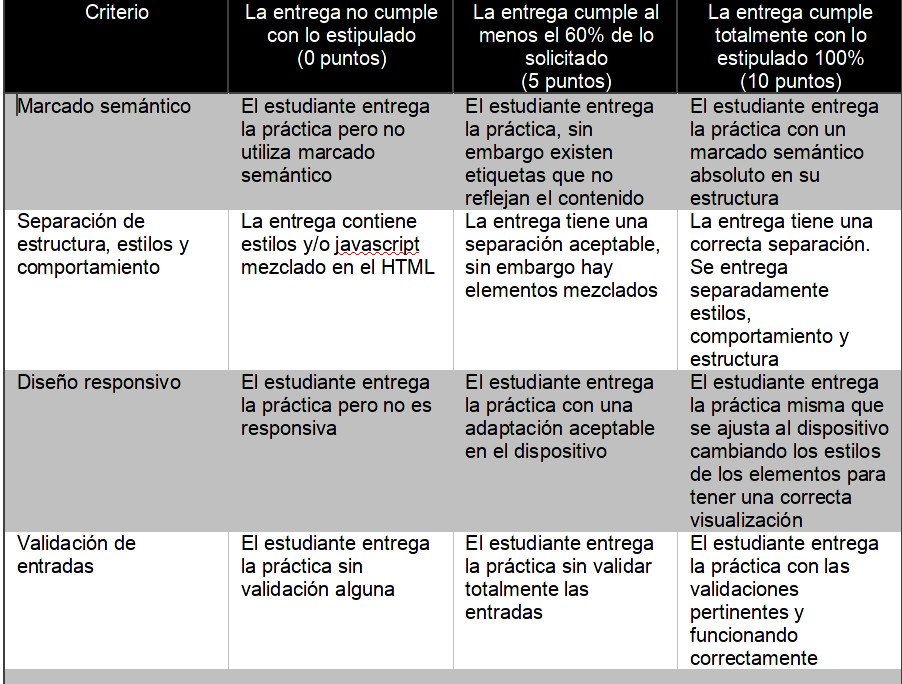 Criterio
La entrega no cumple
con lo estipulado
(0 puntos)
La entrega cumple al
menos el 60% de lo
solicitado
(5 puntos)
La entrega cumple
totalmente con lo
estipulado 100%
(10 puntos)
Marcado semántico
El estudiante entrega
la práctica pero no
utiliza marcado
semántico
El estudiante entrega
la práctica, sin
embargo existen
etiquetas que no
reflejan el contenido
El estudiante entrega
la práctica con un
marcado semántico
absoluto en su
estructura
Separación de
estructura, estilos y
comportamiento
La entrega contiene
estilos y/o javascript
mezclado en el HTML
La entrega tiene una
separación aceptable,
sin embargo hay
elementos mezclados
La entrega tiene una
correcta separación.
Se entrega
separadamente
estilos,
comportamiento y
estructura
Diseño responsivo
El estudiante entrega
la práctica pero no es
responsiva
El estudiante entrega
la práctica con una
adaptación aceptable
en el dispositivo
El estudiante entrega
la práctica misma que
se ajusta al dispositivo
cambiando los estilos
de los elementos para
tener una correcta
visualización
Validación de
entradas
El estudiante entrega
la práctica sin
validación alguna
El estudiante entrega
la práctica sin validar
totalmente las
entradas
El estudiante entrega
la práctica con las
validaciones
pertinentes y
funcionando
correctamente